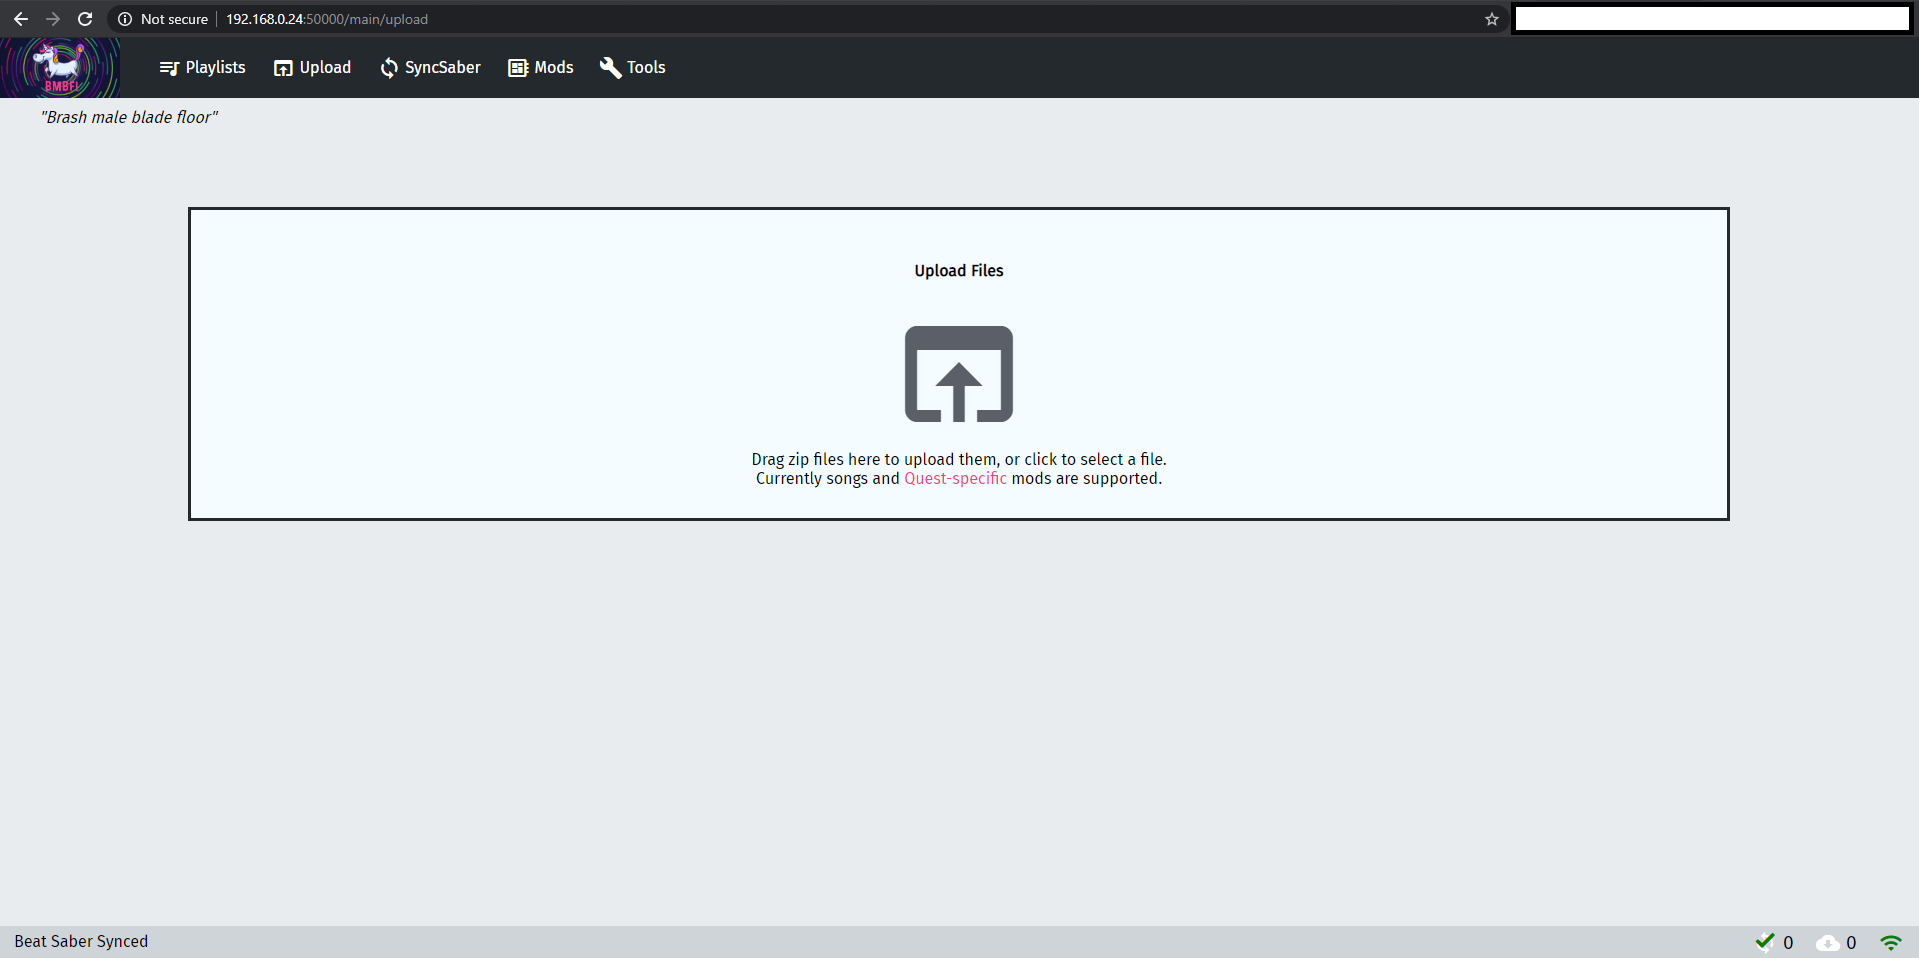 Not secure 192.168.0.24:50000/main/upload
BMBF!
Playlists Upload SyncSaber Mods Tools
"Brash male blade floor"
Upload Files
Drag zip files here to upload them, or click to select a file.
Currently songs and Quest-specific mods are supported.
Beat Saber Synced 0 0